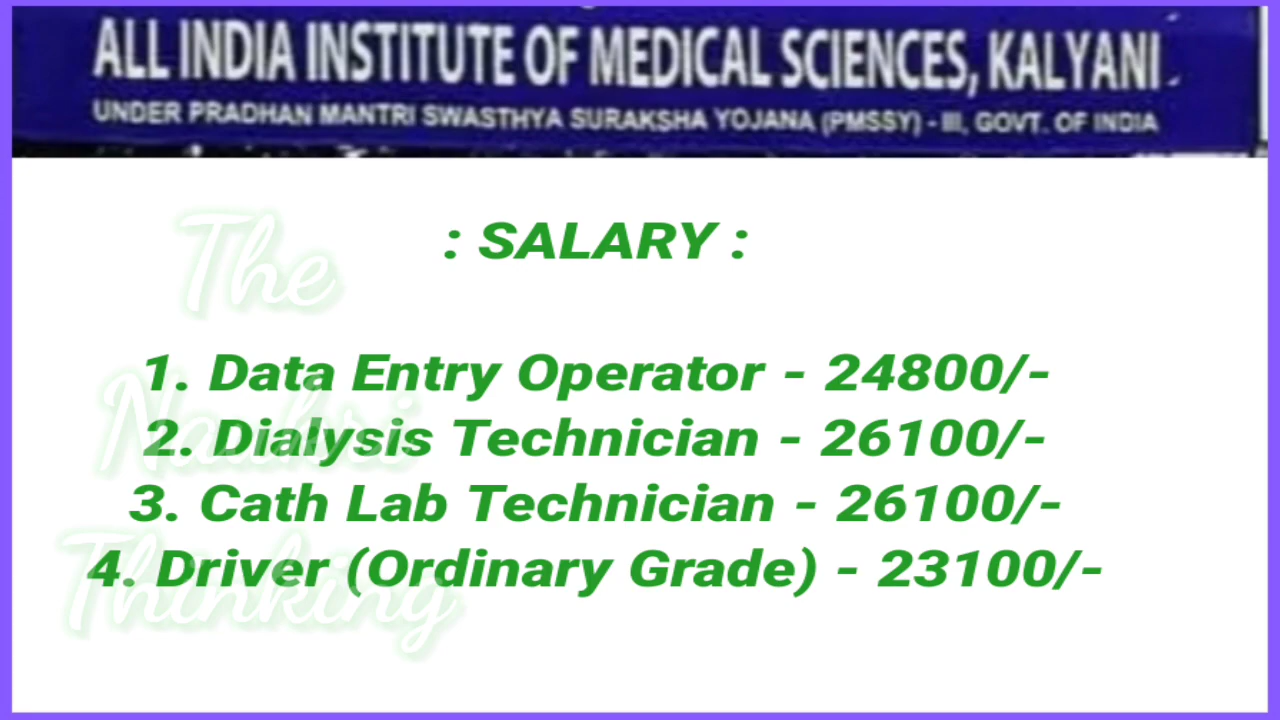 ALL INDIA INSTITUTE OF MEDICAL SCIENCES, KALYANI
UNDER PRADHAN MANTRI SWASTHYA SURAKSHA YOJANA (PMSSY) - III, GOVT. OF INDIA
: SALARY :
The
1. Data Entry Operator - 24800/-
Naukri
2. Dialysis Technician - 26100/-
3. Cath Lab Technician - 26100/-
4. Driver (Ordinary Grade) - 23100/-
Thinking